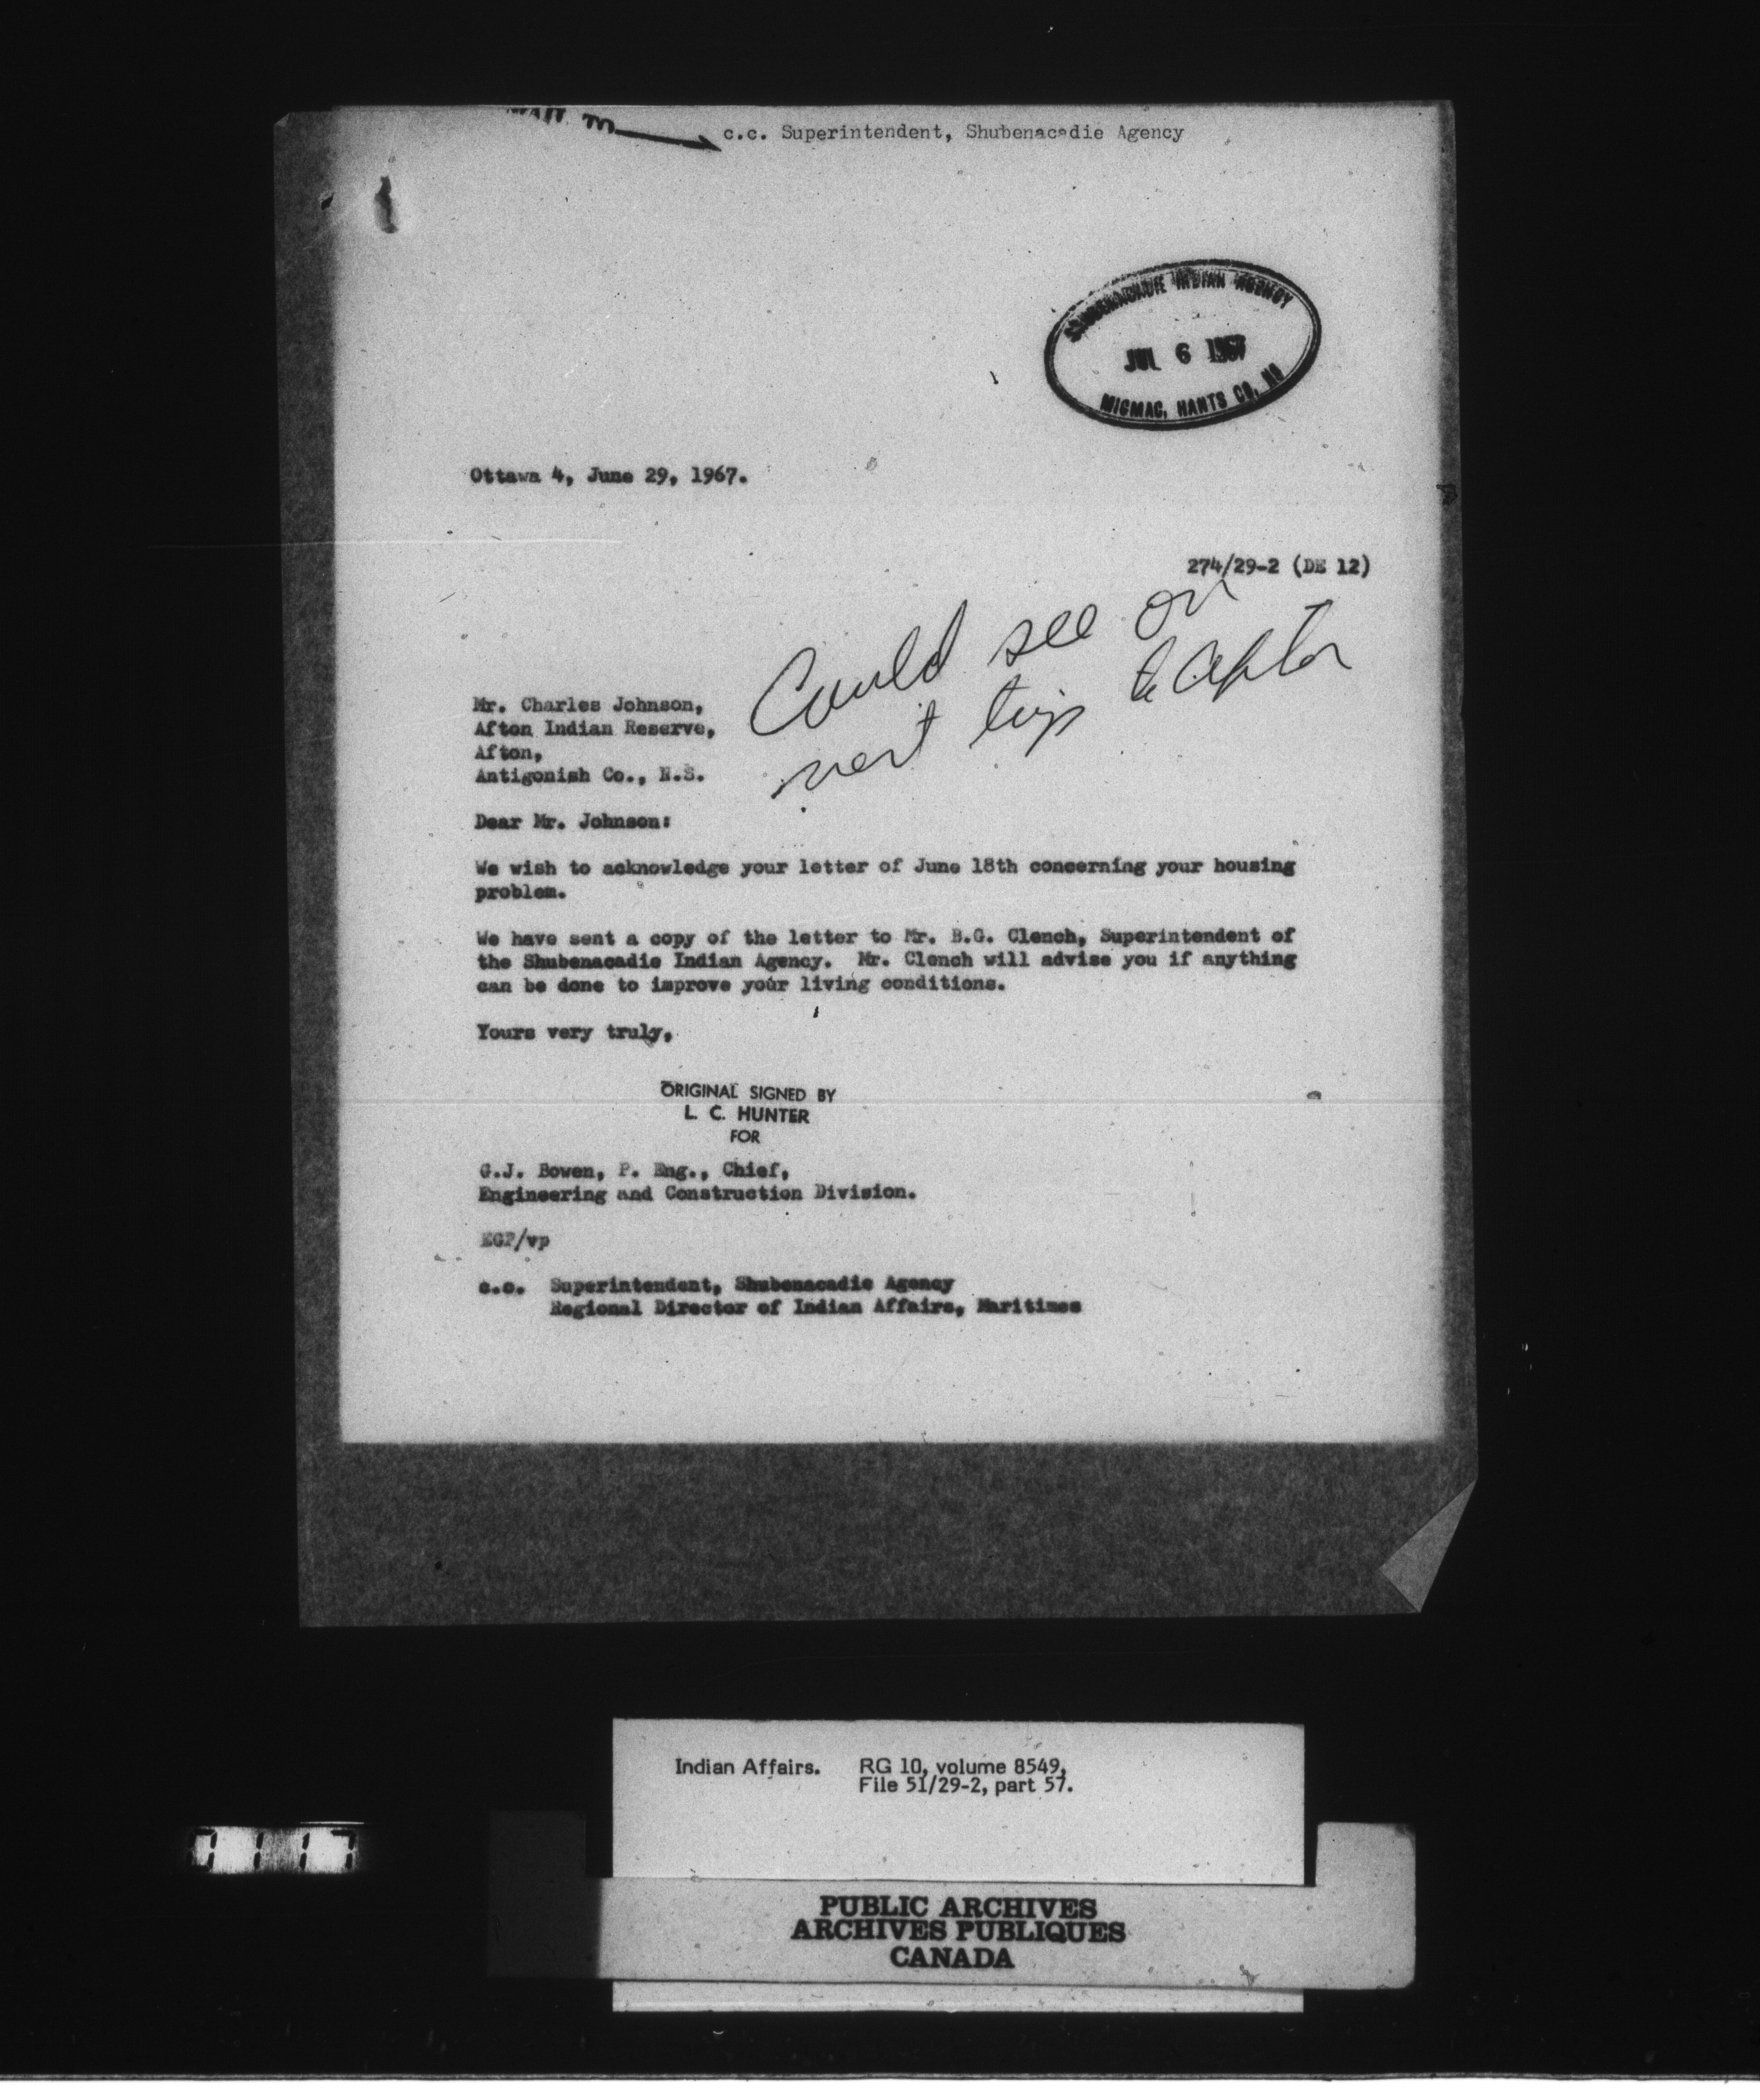 c.c. Superintendent, Shubenacadie Agency
SHUBENACADIE INDIAN AGENCY
JUL 6 1967
MICMAC, HANTS CO. NS
Ottawa 4, June 29, 1967.
274/29-2 (DE 12)
Could see on
next trip to Afton
Mr. Charles Johnson,
Afton Indian Reserve,
Afton,
Antigonish Co., N.S.
Dear Mr. Johnson:
We wish to acknowledge your letter of June 18th concerning your housing
problem.
We have sent a copy of the letter to Mr. B.G. Clench, Superintendent of
the Shubenacadie Indian Agency. Mr. Clench will advise you if anything
can be done to improve your living conditions.
Yours very truly,
ORIGINAL SIGNED BY
L. C. HUNTER
FOR
G.J. Bowen, P. Eng., Chief,
Engineering and Construction Division.
EGP/vp
c.c. Superintendent, Shubenacadie Agency
Regional Director of Indian Affairs, Maritimes
Indian Affairs. RG 10, volume 8549,
File 51/29-2, part 57.
PUBLIC ARCHIVES
ARCHIVES PUBLIQUES
CANADA